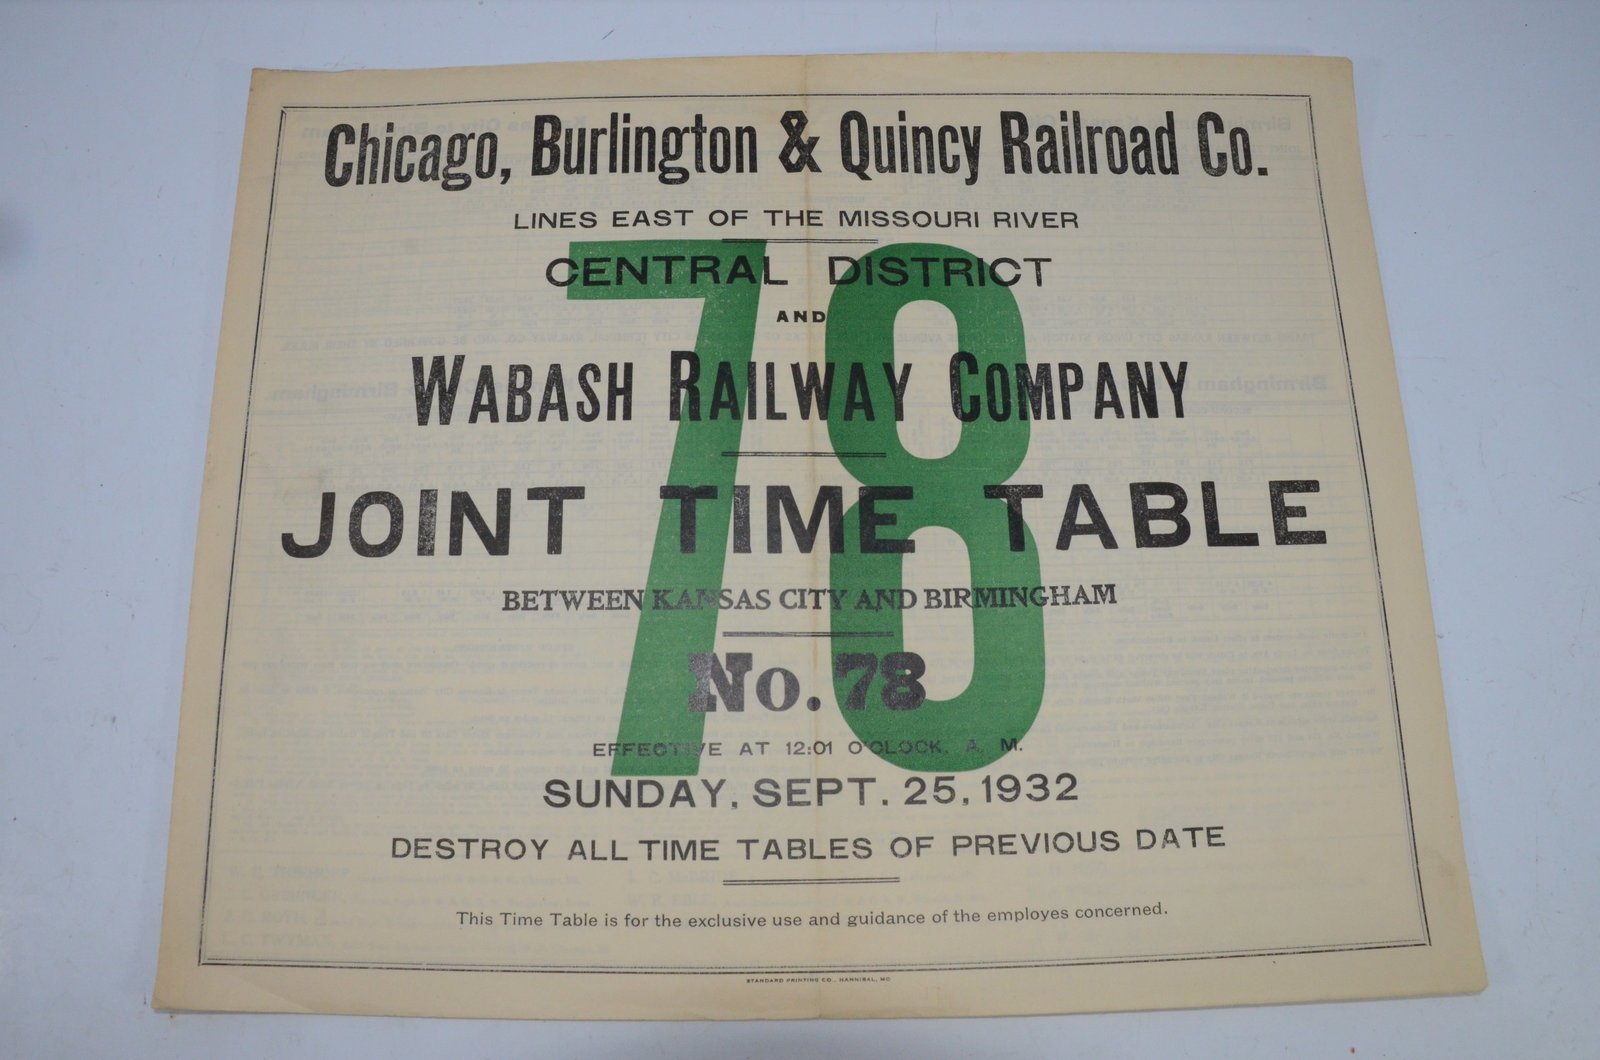 Chicago, Burlington & Quincy Railroad Co.
LINES EAST OF THE MISSOURI RIVER
CENTRAL DISTRICT
AND
WABASH RAILWAY COMPANY
78
JOINT TIME TABLE
BETWEEN KANSAS CITY AND BIRMINGHAM
No. 78
EFFECTIVE AT 12:01 O'CLOCK, A. M.
SUNDAY, SEPT. 25, 1932
DESTROY ALL TIME TABLES OF PREVIOUS DATE
This Time Table is for the exclusive use and guidance of the employes concerned.
STANDARD PRINTING CO., HANNIBAL, MO.